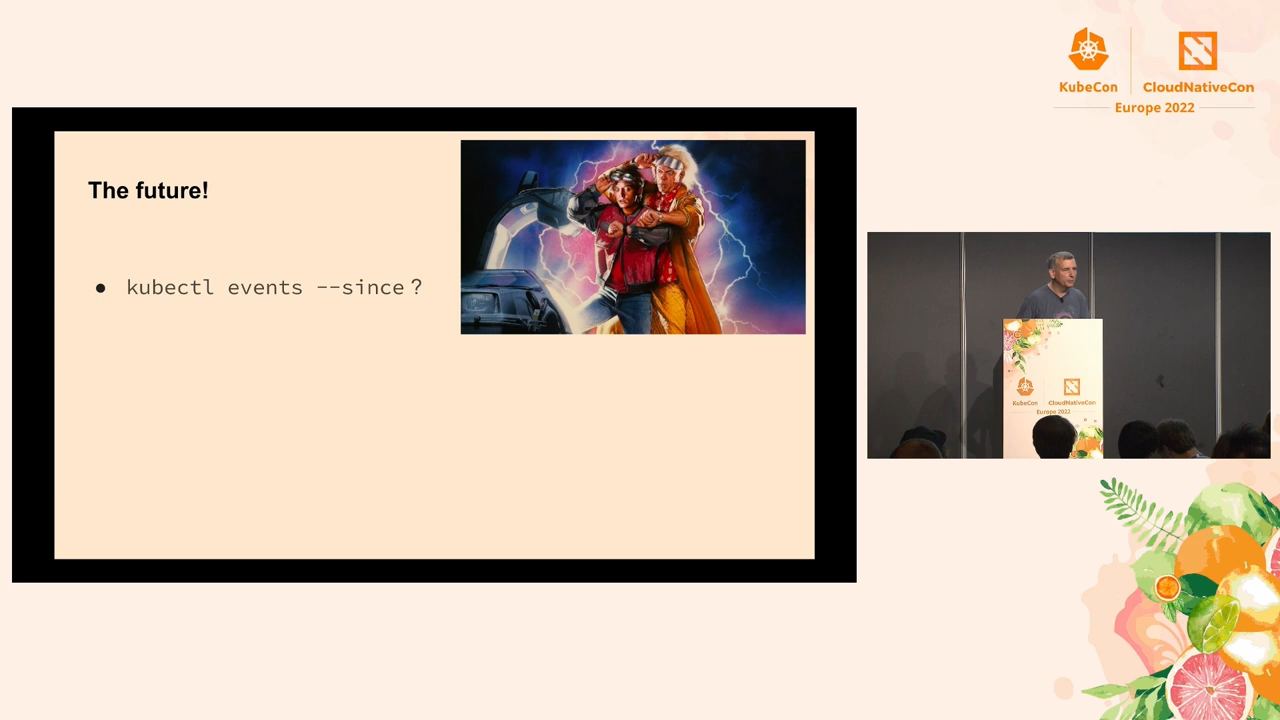 KubeCon
CloudNativeCon
Europe 2022
The future!
● kubectl events --since ?
KubeCon
CloudNativeCon
Europe 2022